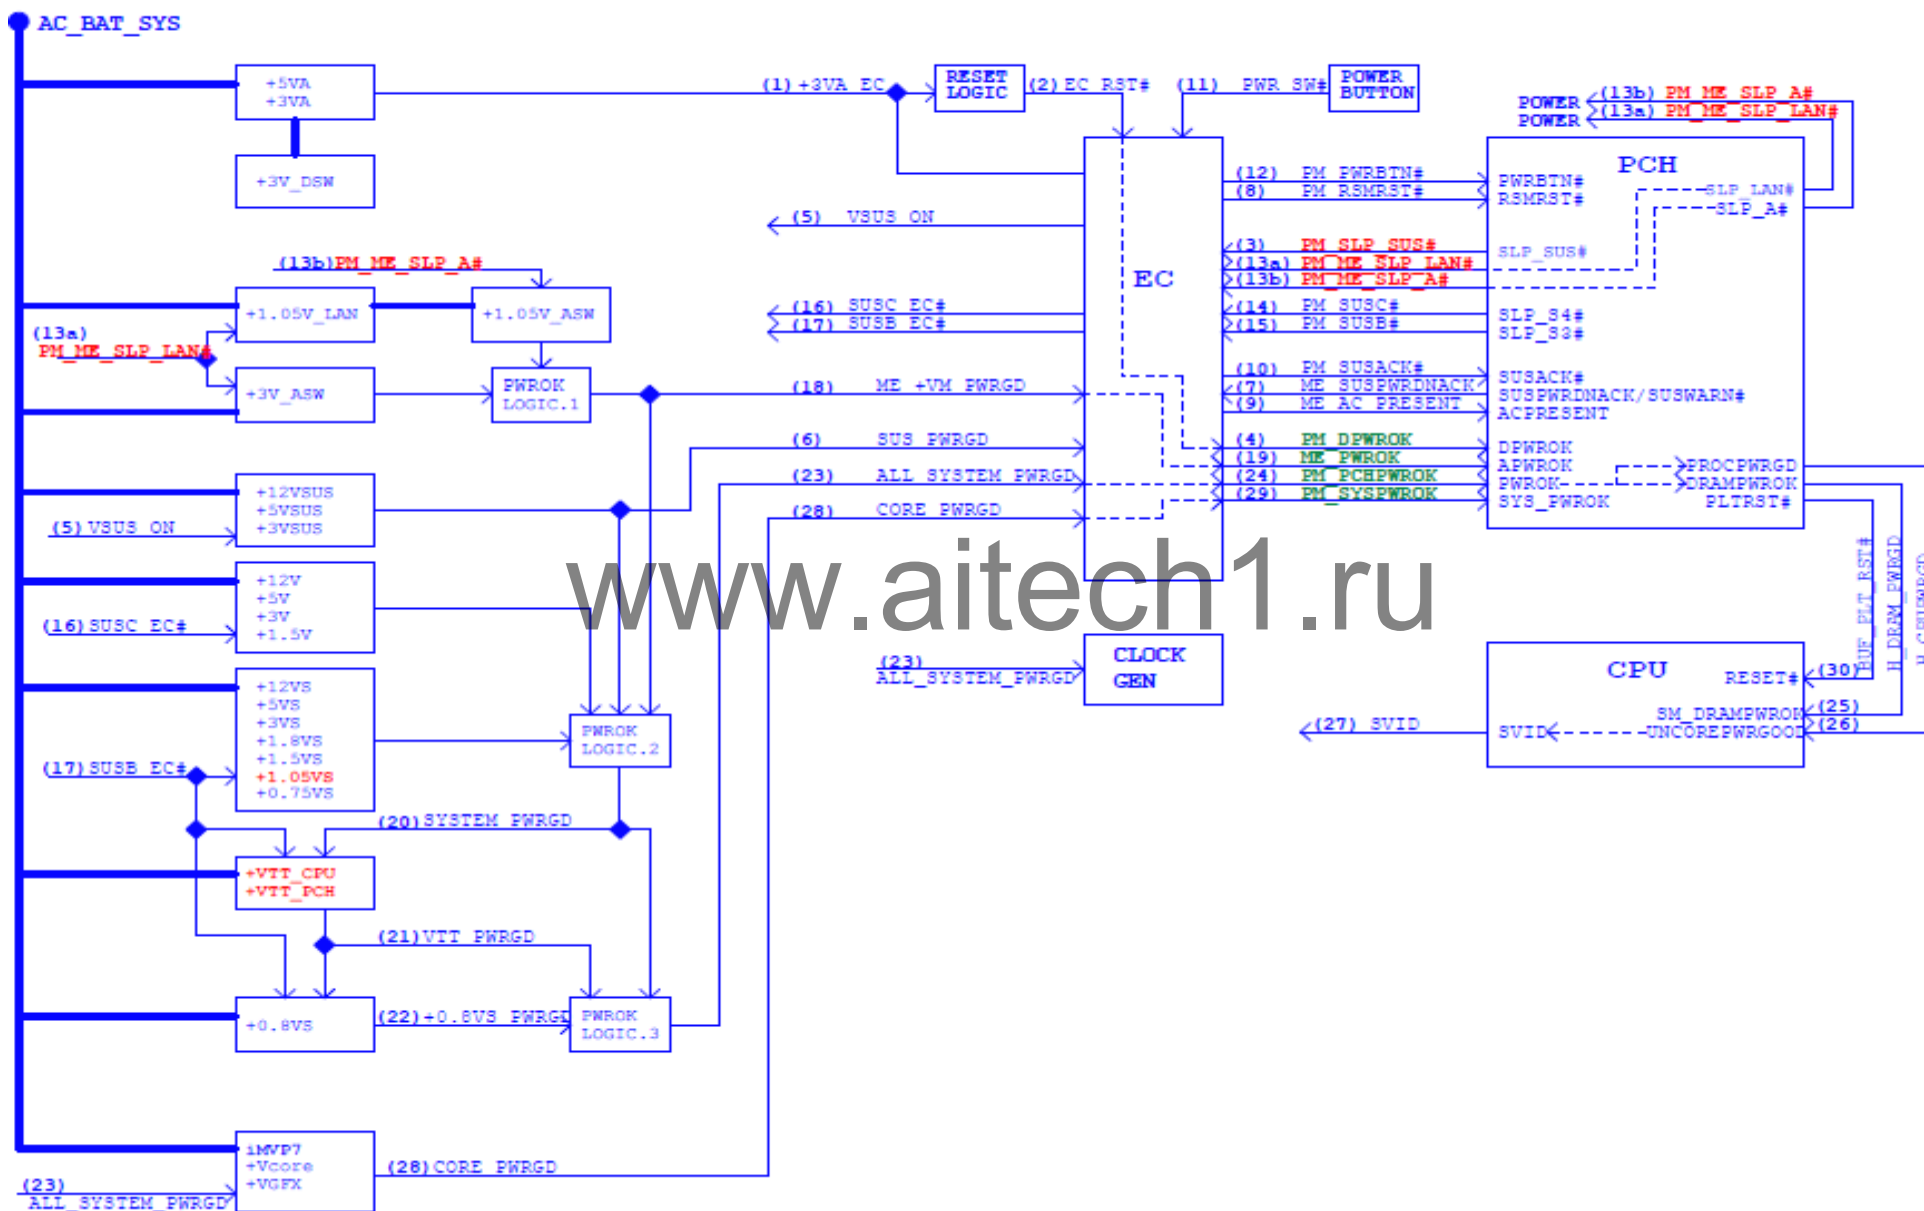 AC_BAT_SYS
+5VA
+3VA
+3V_DSW
(1) +3VA_EC
RESET
LOGIC
(2) EC_RST#
(11) PWR_SW#
POWER
BUTTON
POWER
(13b) PM_ME_SLP_A#
POWER
(13a) PM_ME_SLP_LAN#
EC
PCH
(12) PM_PWRBTN#
PWRBTN#
(8) PM_RSMRST#
RSMRST#
SLP_LAN#
SLP_A#
(5) VSUS_ON
(3) PM_SLP_SUS#
SLP_SUS#
(13a) PM_ME_SLP_LAN#
(13b) PM_ME_SLP_A#
(16) SUSC_EC#
(17) SUSB_EC#
(14) PM_SUSC#
SLP_S4#
(15) PM_SUSB#
SLP_S3#
(10) PM_SUSACK#
SUSACK#
(7) ME_SUSPWRDNACK
SUSPWRDNACK/SUSWARN#
(9) ME_AC_PRESENT
ACPRESENT
(4) PM_DPWROK
DPWROK
(19) ME_PWROK
APWROK
PROCPWRGD
(24) PM_PCHPWROK
PWROK
DRAMPWROK
(29) PM_SYSPWROK
SYS_PWROK
PLTRST#
(13b)PM_ME_SLP_A#
+1.05V_LAN
+1.05V_ASW
(13a)
PM_ME_SLP_LAN#
+3V_ASW
PWROK
LOGIC.1
(18) ME_+VM_PWRGD
(6) SUS_PWRGD
(23) ALL_SYSTEM_PWRGD
(28) CORE_PWRGD
+12VSUS
+5VSUS
+3VSUS
(5) VSUS_ON
+12V
+5V
+3V
+1.5V
(16)SUSC_EC#
+12VS
+5VS
+3VS
+1.8VS
+1.5VS
+1.05VS
+0.75VS
(17)SUSB_EC#
PWROK
LOGIC.2
(20)SYSTEM_PWRGD
+VTT_CPU
+VTT_PCH
(21)VTT_PWRGD
+0.8VS
(22)+0.8VS_PWRGD
PWROK
LOGIC.3
iMVP7
+Vcore
+VGFX
(28)CORE_PWRGD
(23)
ALL_SYSTEM_PWRGD
www.aitech1.ru
(23)
ALL_SYSTEM_PWRGD
CLOCK
GEN
CPU
RESET#
(30)
SM_DRAMPWROK
(25)
UNCOREPWRGOOD
(26)
SVID
(27) SVID
BUF_PLT_RST#
H_DRAM_PWRGD
H_CPUPWRGD